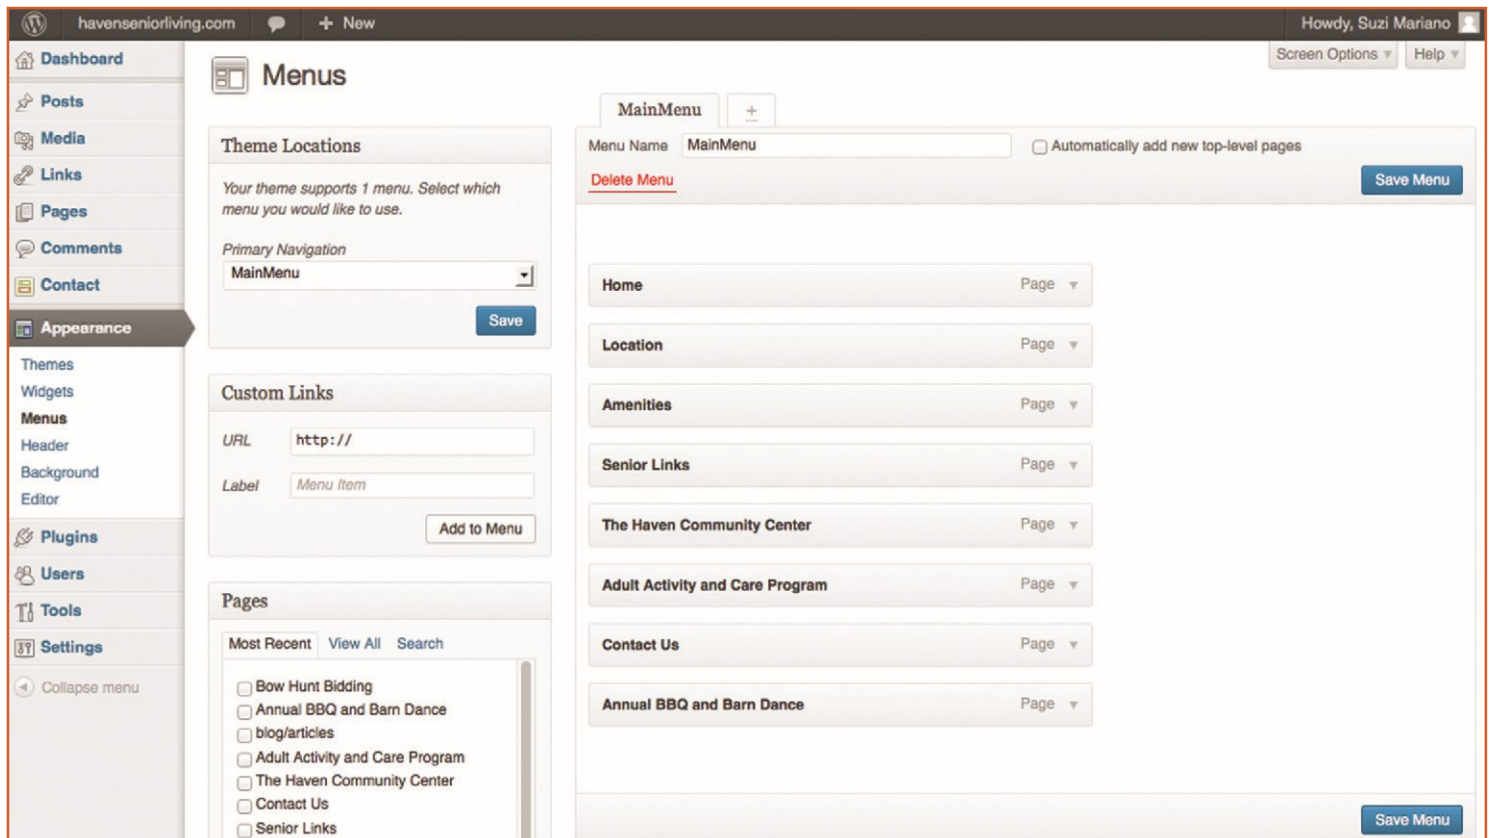 havenseniorliving.com + New Howdy, Suzi Mariano
Screen Options Help
Dashboard
Posts
Media
Links
Pages
Comments
Contact
Appearance
Themes
Widgets
Menus
Header
Background
Editor
Plugins
Users
Tools
Settings
Collapse menu
Menus
Theme Locations
Your theme supports 1 menu. Select which
menu you would like to use.
Primary Navigation
MainMenu
Save
Custom Links
URL http://
Label Menu Item
Add to Menu
Pages
Most Recent View All Search
Bow Hunt Bidding
Annual BBQ and Barn Dance
blog/articles
Adult Activity and Care Program
The Haven Community Center
Contact Us
Senior Links
MainMenu +
Menu Name MainMenu Automatically add new top-level pages
Delete Menu Save Menu
Home Page
Location Page
Amenities Page
Senior Links Page
The Haven Community Center Page
Adult Activity and Care Program Page
Contact Us Page
Annual BBQ and Barn Dance Page
Save Menu